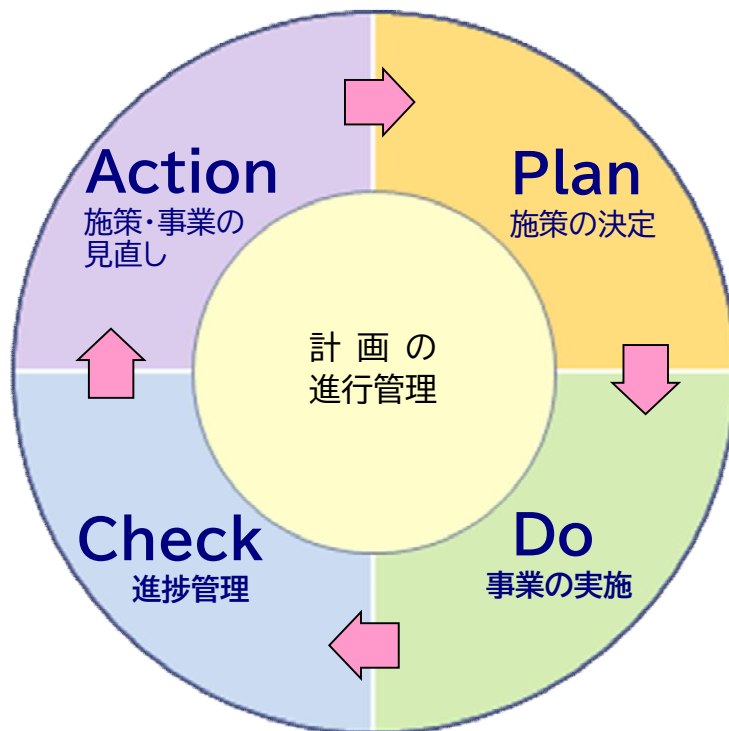 Action
施策・事業の
見直し
Plan
施策の決定
計画の
進行管理
Check
進捗管理
Do
事業の実施